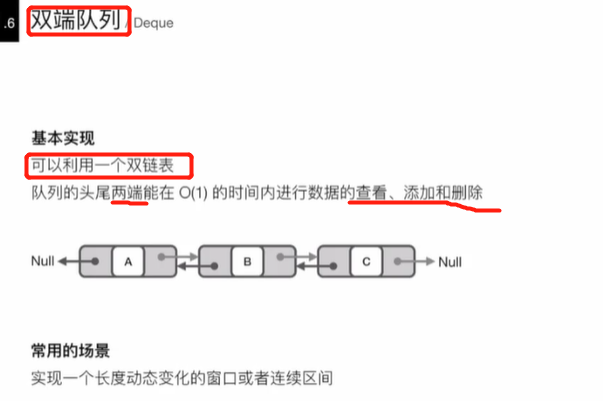 .6 双端队列 / Deque
基本实现
可以利用一个双链表
队列的头尾两端能在 O(1) 的时间内进行数据的查看、添加和删除
Null A B C Null
常用的场景
实现一个长度动态变化的窗口或者连续区间